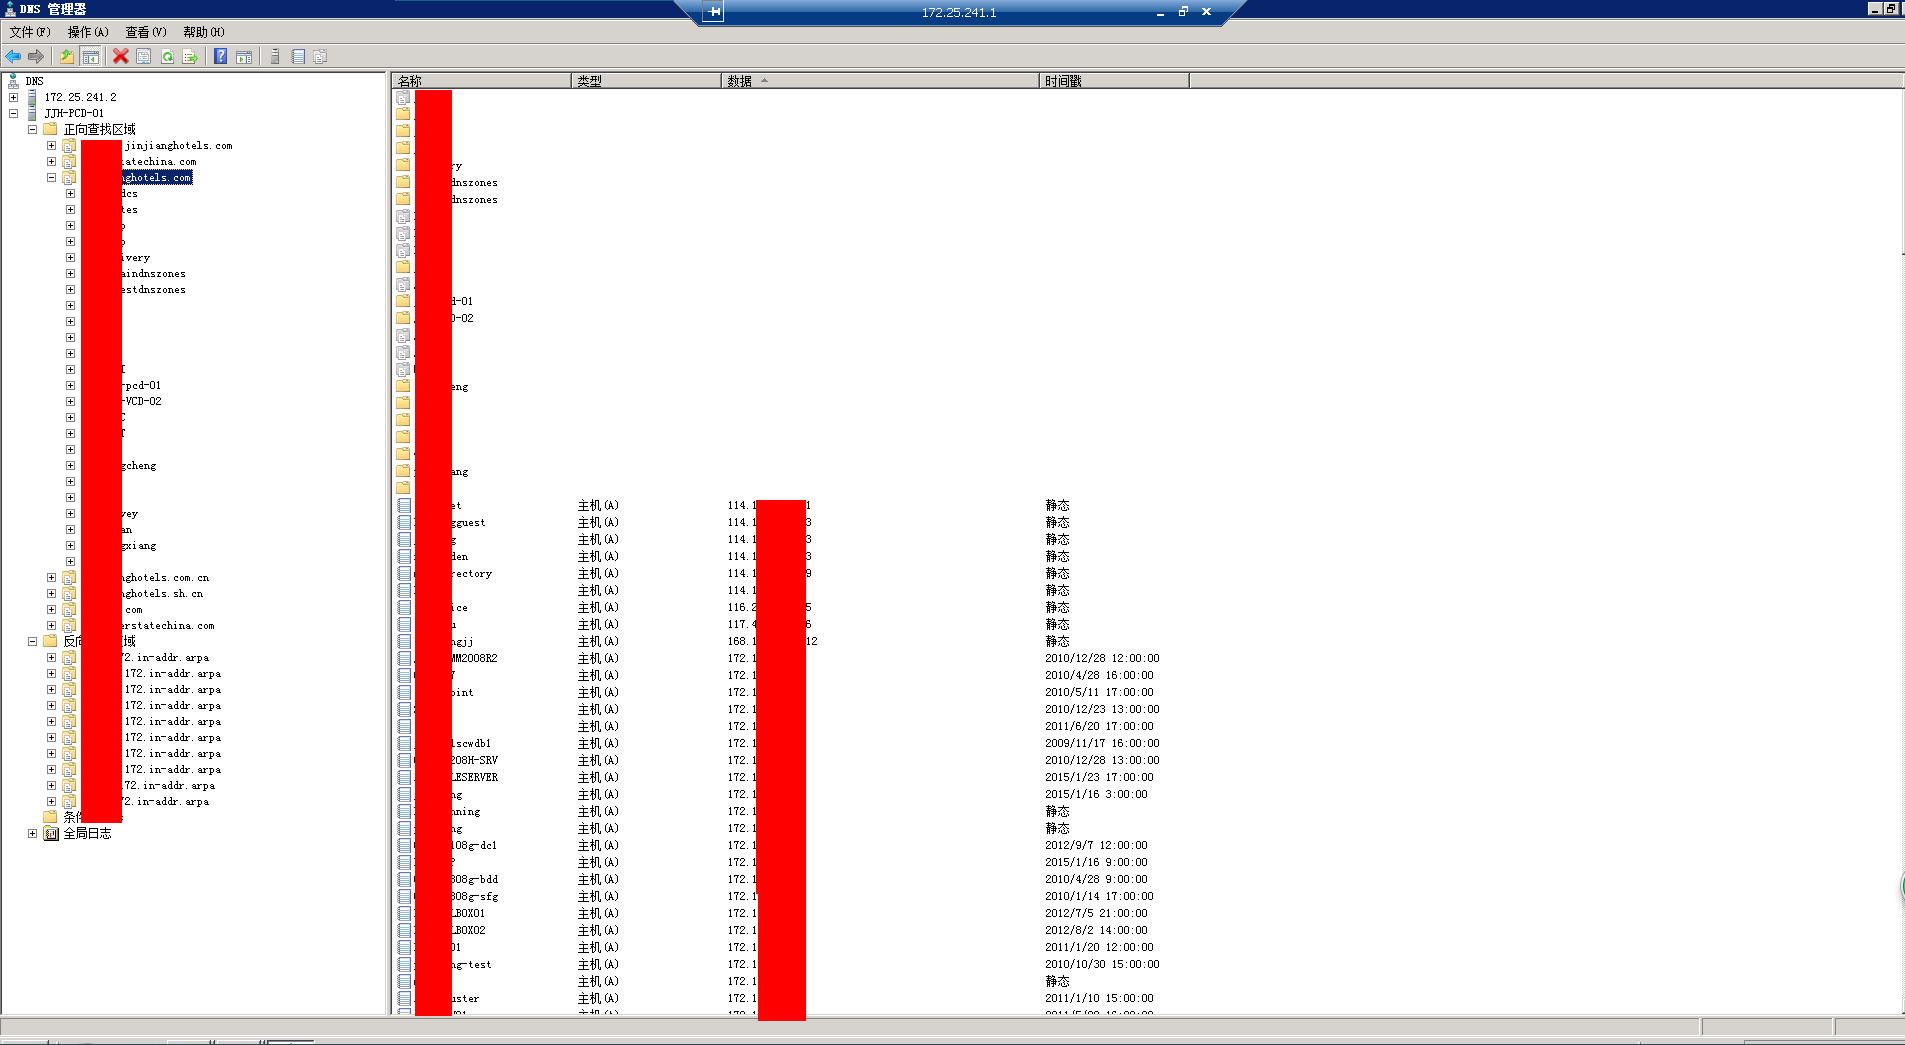 DNS 管理器
172.25.241.1
文件(F) 操作(A) 查看(V) 帮助(H)
DNS
172.25.241.2
JJH-PCD-01
正向查找区域
jinjianghotels.com
atechina.com
ghotels.com
dcs
tes
ivery
aindnszones
estdnszones
-pcd-01
-VCD-02
gcheng
vey
an
gxiang
nghotels.com.cn
nghotels.sh.cn
.com
erstatechina.com
反向 区域
72.in-addr.arpa
172.in-addr.arpa
172.in-addr.arpa
172.in-addr.arpa
172.in-addr.arpa
172.in-addr.arpa
172.in-addr.arpa
172.in-addr.arpa
172.in-addr.arpa
72.in-addr.arpa
条件
全局日志
名称 类型 数据 时间戳
ry
dnszones
dnszones
d-01
D-02
eng
ang
et 主机(A) 114.1 1 静态
gguest 主机(A) 114.1 3 静态
g 主机(A) 114.1 3 静态
den 主机(A) 114.1 3 静态
rectory 主机(A) 114.1 9 静态
主机(A) 114.1 静态
ice 主机(A) 116.2 5 静态
u 主机(A) 117.4 6 静态
ngjj 主机(A) 168.1 12 静态
MM2008R2 主机(A) 172.1 2010/12/28 12:00:00
7 主机(A) 172.1 2010/4/28 16:00:00
oint 主机(A) 172.1 2010/5/11 17:00:00
主机(A) 172.1 2010/12/23 13:00:00
主机(A) 172.1 2011/6/20 17:00:00
lscwdb1 主机(A) 172.1 2009/11/17 16:00:00
208H-SRV 主机(A) 172.1 2010/12/28 13:00:00
LESERVER 主机(A) 172.1 2015/1/23 17:00:00
ng 主机(A) 172.1 2015/1/16 3:00:00
nning 主机(A) 172.1 静态
ng 主机(A) 172.1 静态
108g-dc1 主机(A) 172.1 2012/9/7 12:00:00
P 主机(A) 172.1 2015/1/16 9:00:00
808g-bdd 主机(A) 172.1 2010/4/28 9:00:00
808g-sfg 主机(A) 172.1 2010/1/14 17:00:00
LBOX01 主机(A) 172.1 2012/7/5 21:00:00
LBOX02 主机(A) 172.1 2012/8/2 14:00:00
01 主机(A) 172.1 2011/1/20 12:00:00
ng-test 主机(A) 172.1 2010/10/30 15:00:00
主机(A) 172.1 静态
uster 主机(A) 172.1 2011/1/10 15:00:00